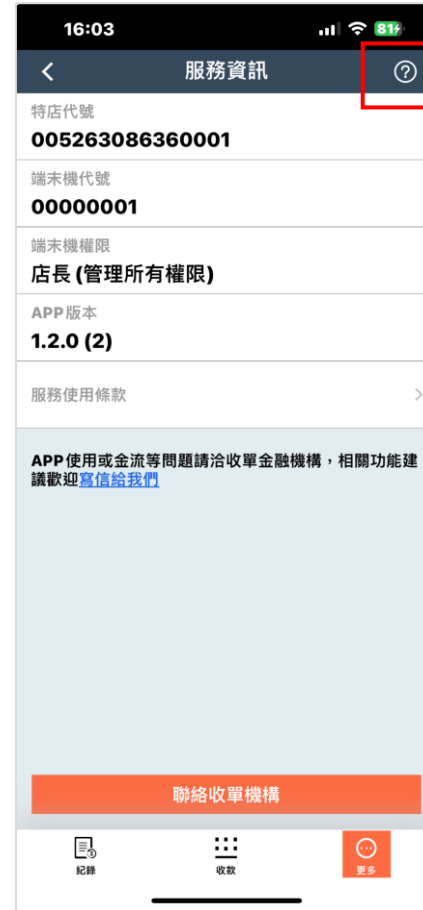 16:03
81
服務資訊
特店代號
005263086360001
端末機代號
00000001
端末機權限
店長 (管理所有權限)
APP版本
1.2.0 (2)
服務使用條款
APP使用或金流等問題請洽收單金融機構，相關功能建
議歡迎寫信給我們
聯絡收單機構
紀錄
收款
更多